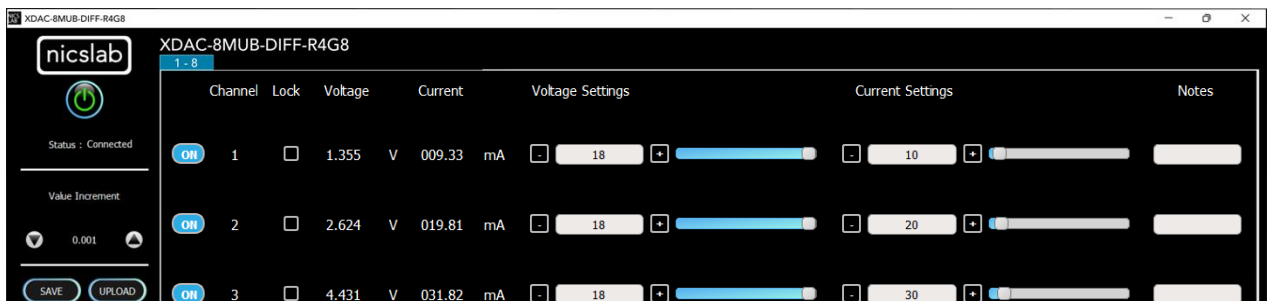 XDAC-8MUB-DIFF-R4G8
nicslab
XDAC-8MUB-DIFF-R4G8
1 - 8
Channel Lock Voltage Current Voltage Settings Current Settings Notes
Status : Connected
ON 1 1.355 V 009.33 mA - 18 + - 10 +
Value Increment
ON 2 2.624 V 019.81 mA - 18 + - 20 +
0.001
SAVE UPLOAD
ON 3 4.431 V 031.82 mA - 18 + - 30 +